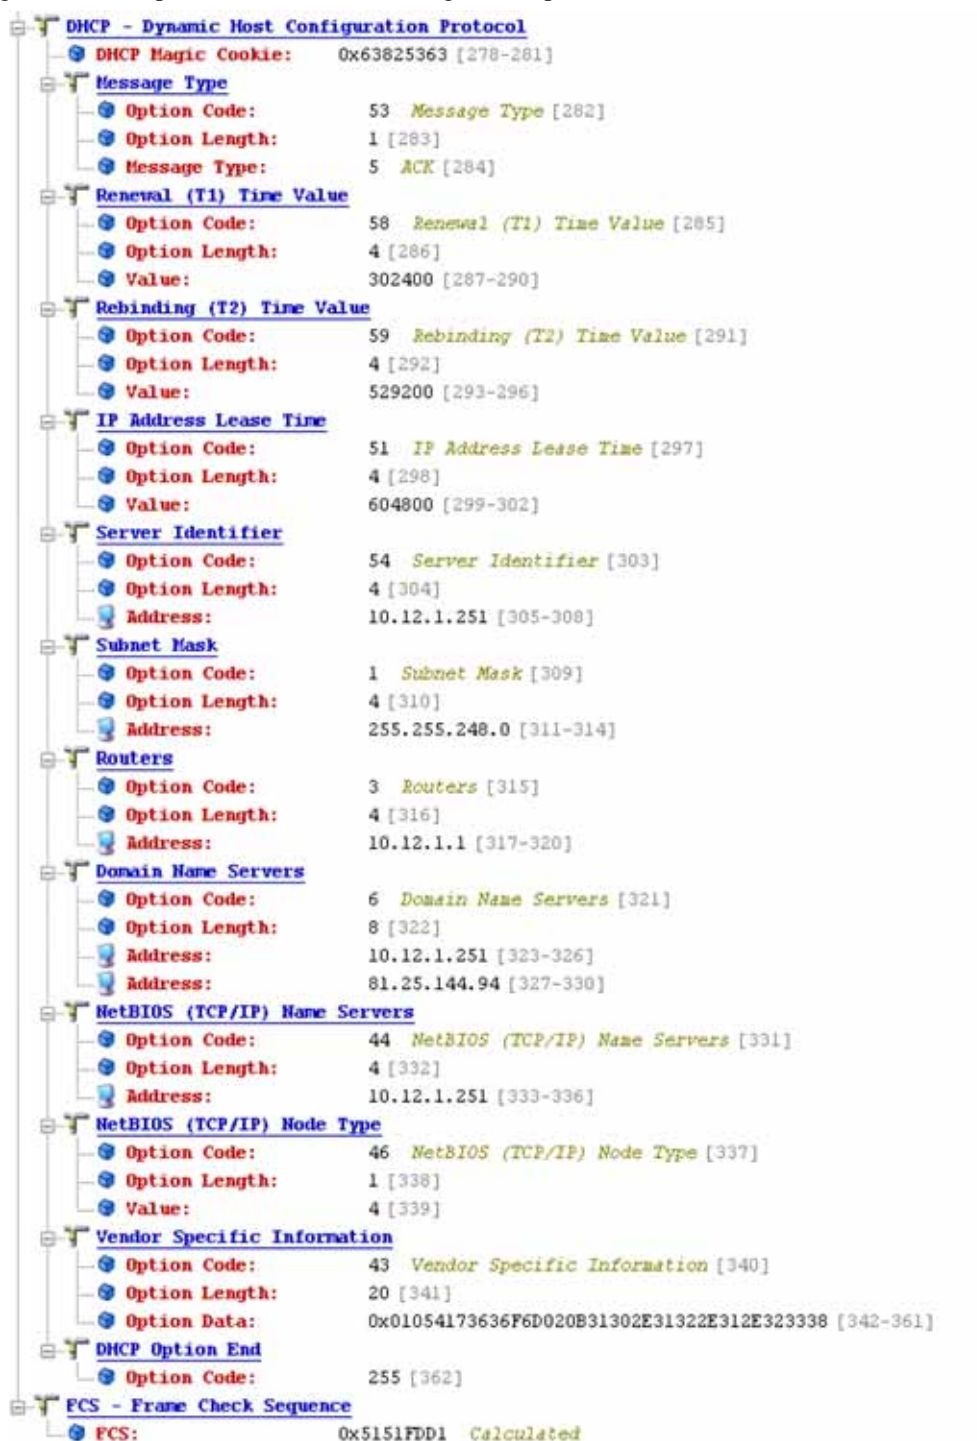 DHCP - Dynamic Host Configuration Protocol
DHCP Magic Cookie: 0x63825363 [278-281]
Message Type
Option Code: 53 Message Type [282]
Option Length: 1 [283]
Message Type: 5 ACK [284]
Renewal (T1) Time Value
Option Code: 58 Renewal (T1) Time Value [285]
Option Length: 4 [286]
Value: 302400 [287-290]
Rebinding (T2) Time Value
Option Code: 59 Rebinding (T2) Time Value [291]
Option Length: 4 [292]
Value: 529200 [293-296]
IP Address Lease Time
Option Code: 51 IP Address Lease Time [297]
Option Length: 4 [298]
Value: 604800 [299-302]
Server Identifier
Option Code: 54 Server Identifier [303]
Option Length: 4 [304]
Address: 10.12.1.251 [305-308]
Subnet Mask
Option Code: 1 Subnet Mask [309]
Option Length: 4 [310]
Address: 255.255.248.0 [311-314]
Routers
Option Code: 3 Routers [315]
Option Length: 4 [316]
Address: 10.12.1.1 [317-320]
Domain Name Servers
Option Code: 6 Domain Name Servers [321]
Option Length: 8 [322]
Address: 10.12.1.251 [323-326]
Address: 81.25.144.94 [327-330]
NetBIOS (TCP/IP) Name Servers
Option Code: 44 NetBIOS (TCP/IP) Name Servers [331]
Option Length: 4 [332]
Address: 10.12.1.251 [333-336]
NetBIOS (TCP/IP) Node Type
Option Code: 46 NetBIOS (TCP/IP) Node Type [337]
Option Length: 1 [338]
Value: 4 [339]
Vendor Specific Information
Option Code: 43 Vendor Specific Information [340]
Option Length: 20 [341]
Option Data: 0x01054173636F6D020B31302E31322E312E323338 [342-361]
DHCP Option End
Option Code: 255 [362]
FCS - Frame Check Sequence
FCS: 0x5151FDD1 Calculated